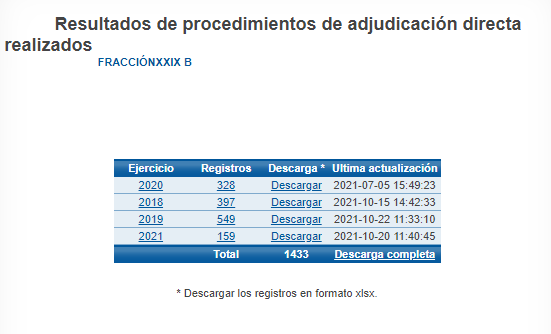 Resultados de procedimientos de adjudicación directa
realizados
FRACCIÓNXXIX B
Ejercicio Registros Descarga * Ultima actualización
2020 328 Descargar 2021-07-05 15:49:23
2018 397 Descargar 2021-10-15 14:42:33
2019 549 Descargar 2021-10-22 11:33:10
2021 159 Descargar 2021-10-20 11:40:45
Total 1433 Descarga completa
* Descargar los registros en formato xlsx.